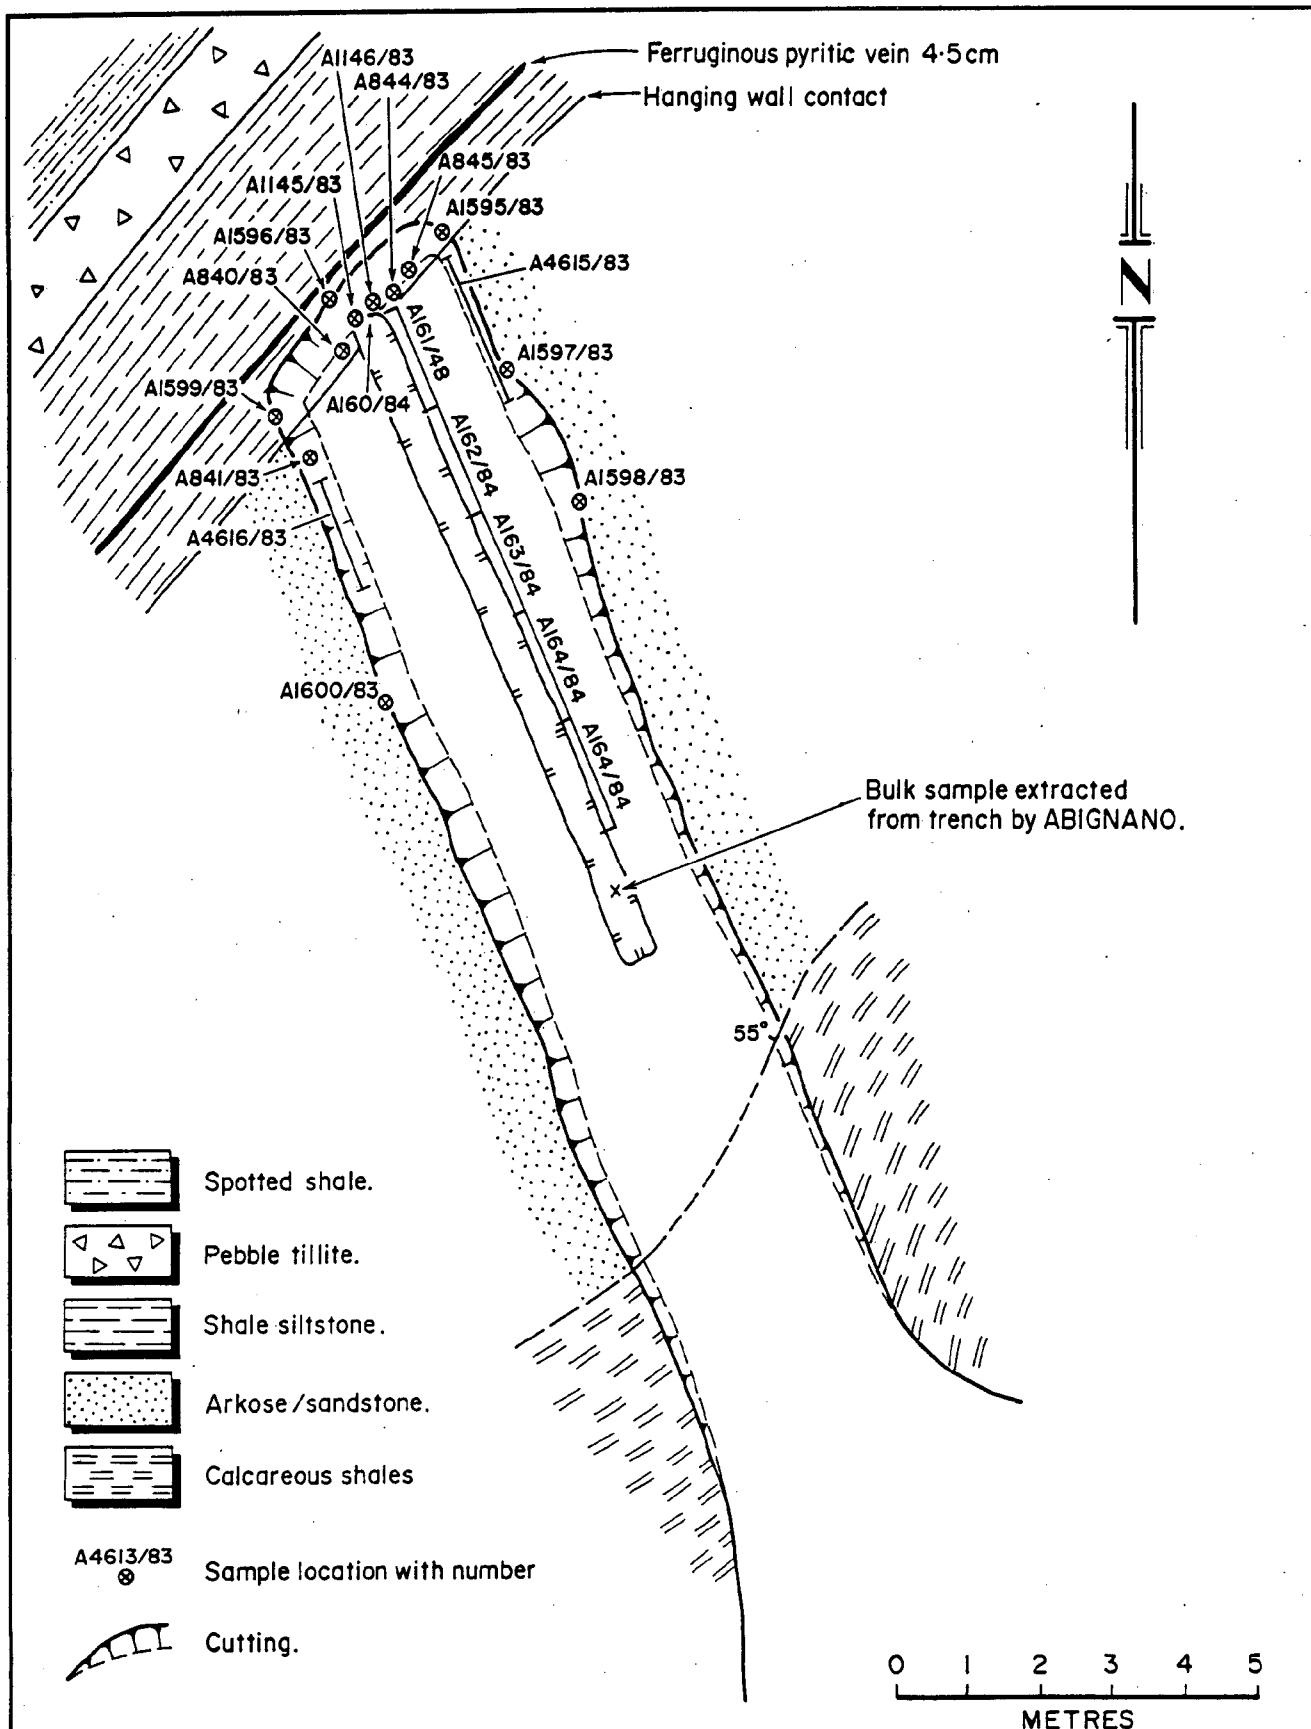 Ferruginous pyritic vein 4·5cm
Hanging wall contact
A1146/83
A844/83
A845/83
A1145/83
A1595/83
A1596/83
A4615/83
A840/83
A161/48
A1597/83
A1599/83
A160/84
A162/84
A841/83
A1598/83
A4616/83
A163/84
A164/84
A1600/83
A164/84
N
Bulk sample extracted
from trench by ABIGNANO.
55°
Spotted shale.
Pebble tillite.
Shale siltstone.
Arkose/sandstone.
Calcareous shales
A4613/83
Sample location with number
Cutting.
0 1 2 3 4 5
METRES